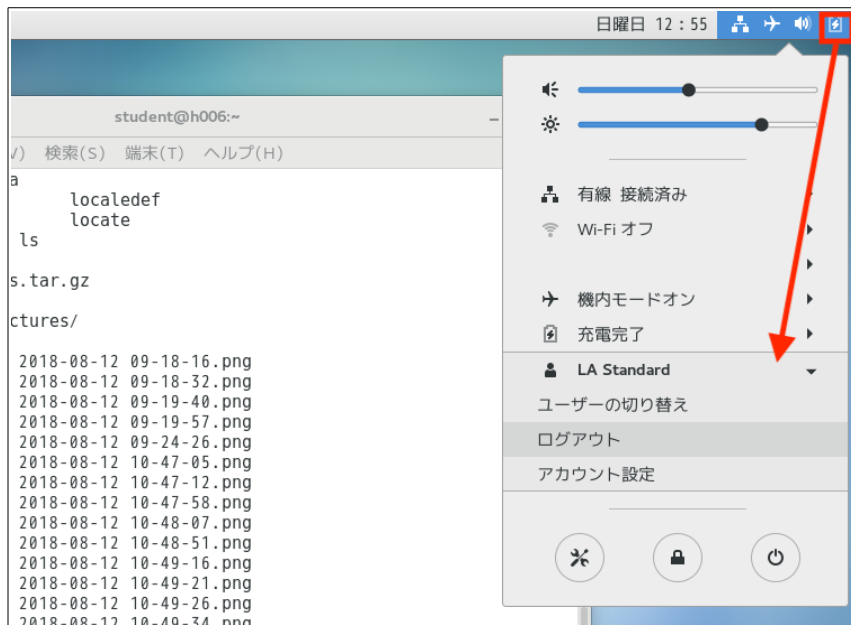 日曜日 12：55
student@h006:~
V) 検索(S) 端末(T) ヘルプ(H)
a
localedef
locate
ls
s.tar.gz
ctures/
2018-08-12 09-18-16.png
2018-08-12 09-18-32.png
2018-08-12 09-19-40.png
2018-08-12 09-19-57.png
2018-08-12 09-24-26.png
2018-08-12 10-47-05.png
2018-08-12 10-47-12.png
2018-08-12 10-47-58.png
2018-08-12 10-48-07.png
2018-08-12 10-48-51.png
2018-08-12 10-49-16.png
2018-08-12 10-49-21.png
2018-08-12 10-49-26.png
2018-08-12 10-49-34.png
有線 接続済み
Wi-Fi オフ
機内モードオン
充電完了
LA Standard
ユーザーの切り替え
ログアウト
アカウント設定